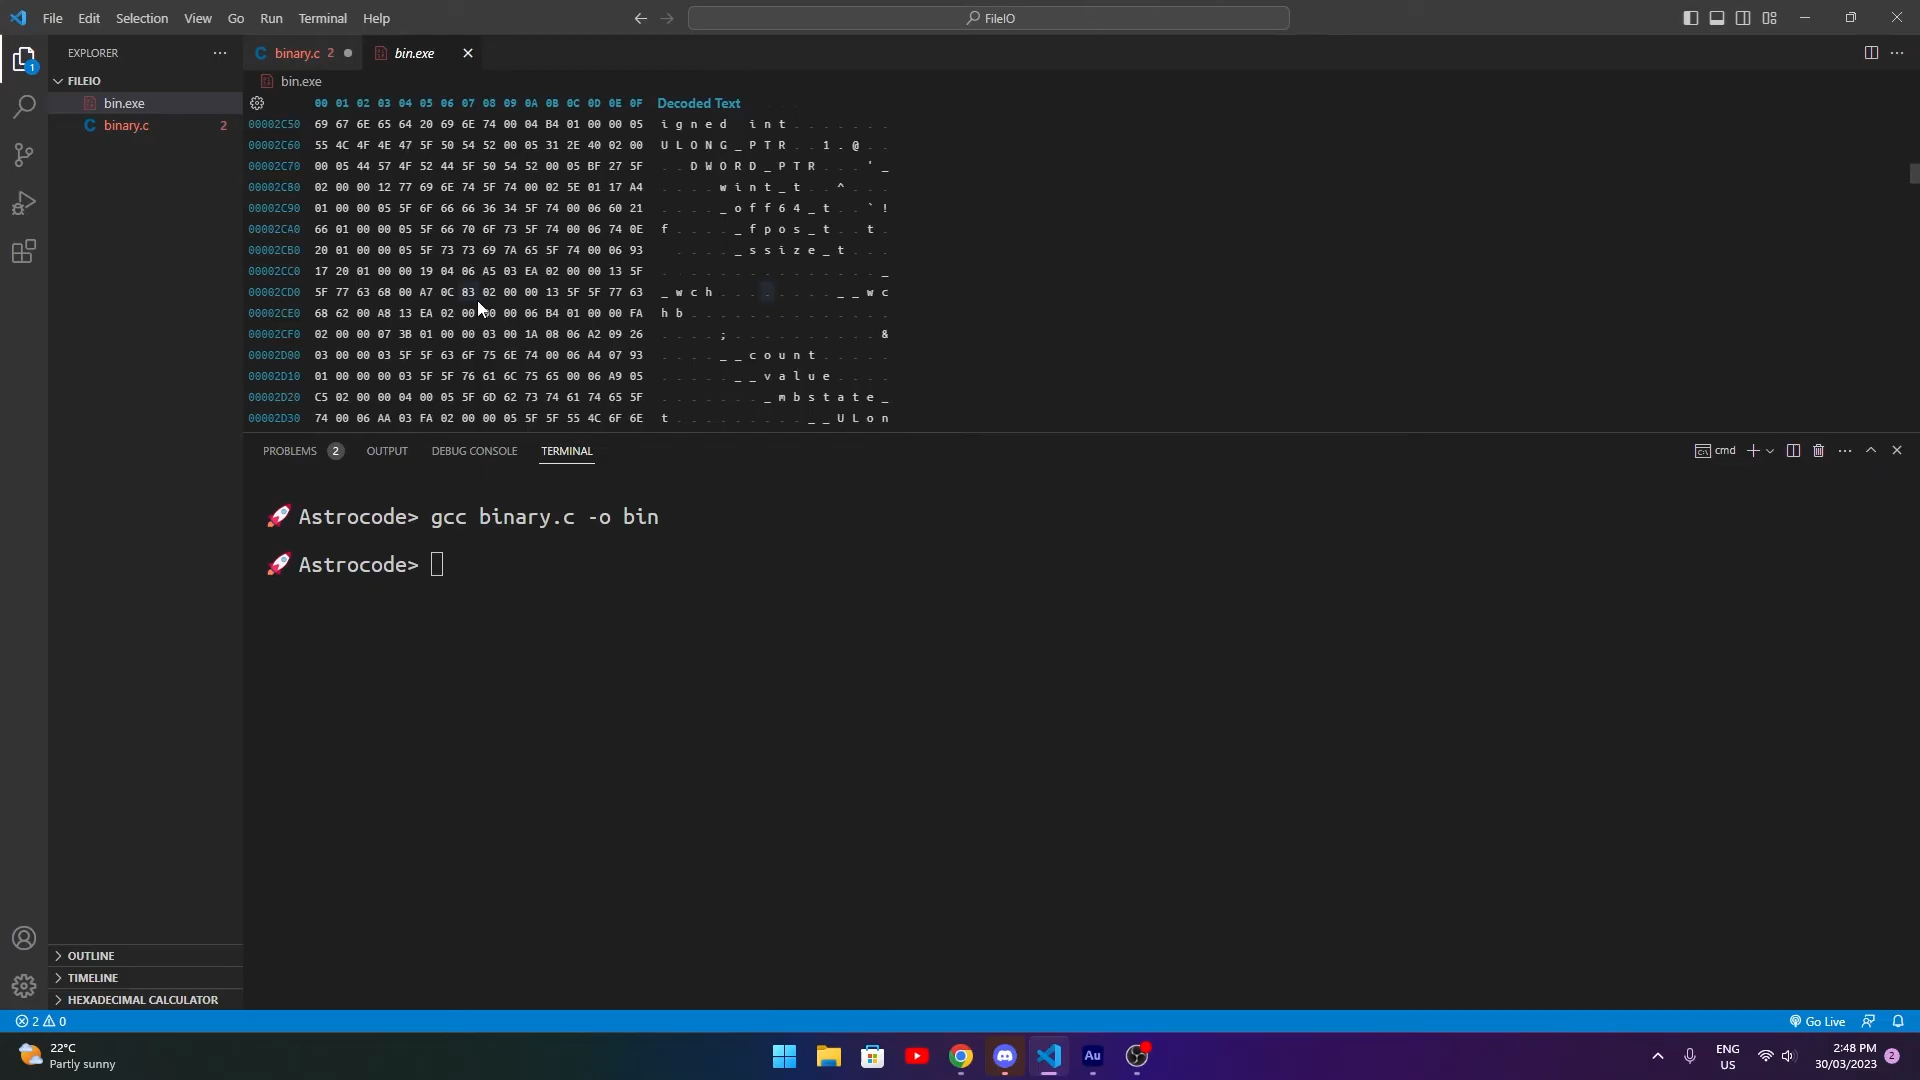 File Edit Selection View Go Run Terminal Help
FileIO
EXPLORER
binary.c 2
bin.exe
FILEIO
bin.exe
binary.c 2
bin.exe
00 01 02 03 04 05 06 07 08 09 0A 0B 0C 0D 0E 0F Decoded Text
00002C50 69 67 6E 65 64 20 69 6E 74 00 04 B4 01 00 00 05 i g n e d   i n t . . . . . . .
00002C60 55 4C 4F 4E 47 5F 50 54 52 00 05 31 2E 40 02 00 U L O N G _ P T R . . 1 . @ . .
00002C70 00 05 44 57 4F 52 44 5F 50 54 52 00 05 BF 27 5F . . D W O R D _ P T R . . . ' _
00002C80 02 00 00 12 77 69 6E 74 5F 74 00 02 5E 01 17 A4 . . . . w i n t _ t . . ^ . . .
00002C90 01 00 00 05 5F 6F 66 66 36 34 5F 74 00 06 60 21 . . . . _ o f f 6 4 _ t . . ` !
00002CA0 66 01 00 00 05 5F 66 70 6F 73 5F 74 00 06 74 0E f . . . . _ f p o s _ t . . t .
00002CB0 20 01 00 00 05 5F 73 73 69 7A 65 5F 74 00 06 93 . . . . _ s s i z e _ t . . .
00002CC0 17 20 01 00 00 19 04 06 A5 03 EA 02 00 00 13 5F . . . . . . . . . . . . . . _
00002CD0 5F 77 63 68 00 A7 0C 83 02 00 00 13 5F 5F 77 63 _ w c h . . . . . . . . _ _ w c
00002CE0 68 62 00 A8 13 EA 02 00 00 00 06 B4 01 00 00 FA h b . . . . . . . . . . . . . .
00002CF0 02 00 00 07 3B 01 00 00 03 00 1A 08 06 A2 09 26 . . . . ; . . . . . . . . . . &
00002D00 03 00 00 03 5F 5F 63 6F 75 6E 74 00 06 A4 07 93 . . . . _ _ c o u n t . . . . .
00002D10 01 00 00 00 03 5F 5F 76 61 6C 75 65 00 06 A9 05 . . . . . _ _ v a l u e . . . .
00002D20 C5 02 00 00 04 00 05 5F 6D 62 73 74 61 74 65 5F . . . . . . . _ m b s t a t e _
00002D30 74 00 06 AA 03 FA 02 00 00 05 5F 5F 55 4C 6F 6E t . . . . . . . . . _ _ U L o n
PROBLEMS 2 OUTPUT DEBUG CONSOLE TERMINAL
cmd
🚀 Astrocode> gcc binary.c -o bin
🚀 Astrocode>
OUTLINE
TIMELINE
HEXADECIMAL CALCULATOR
2 0
Go Live
22°C
Partly sunny
Au
ENG
US
2:48 PM
30/03/2023
2
1